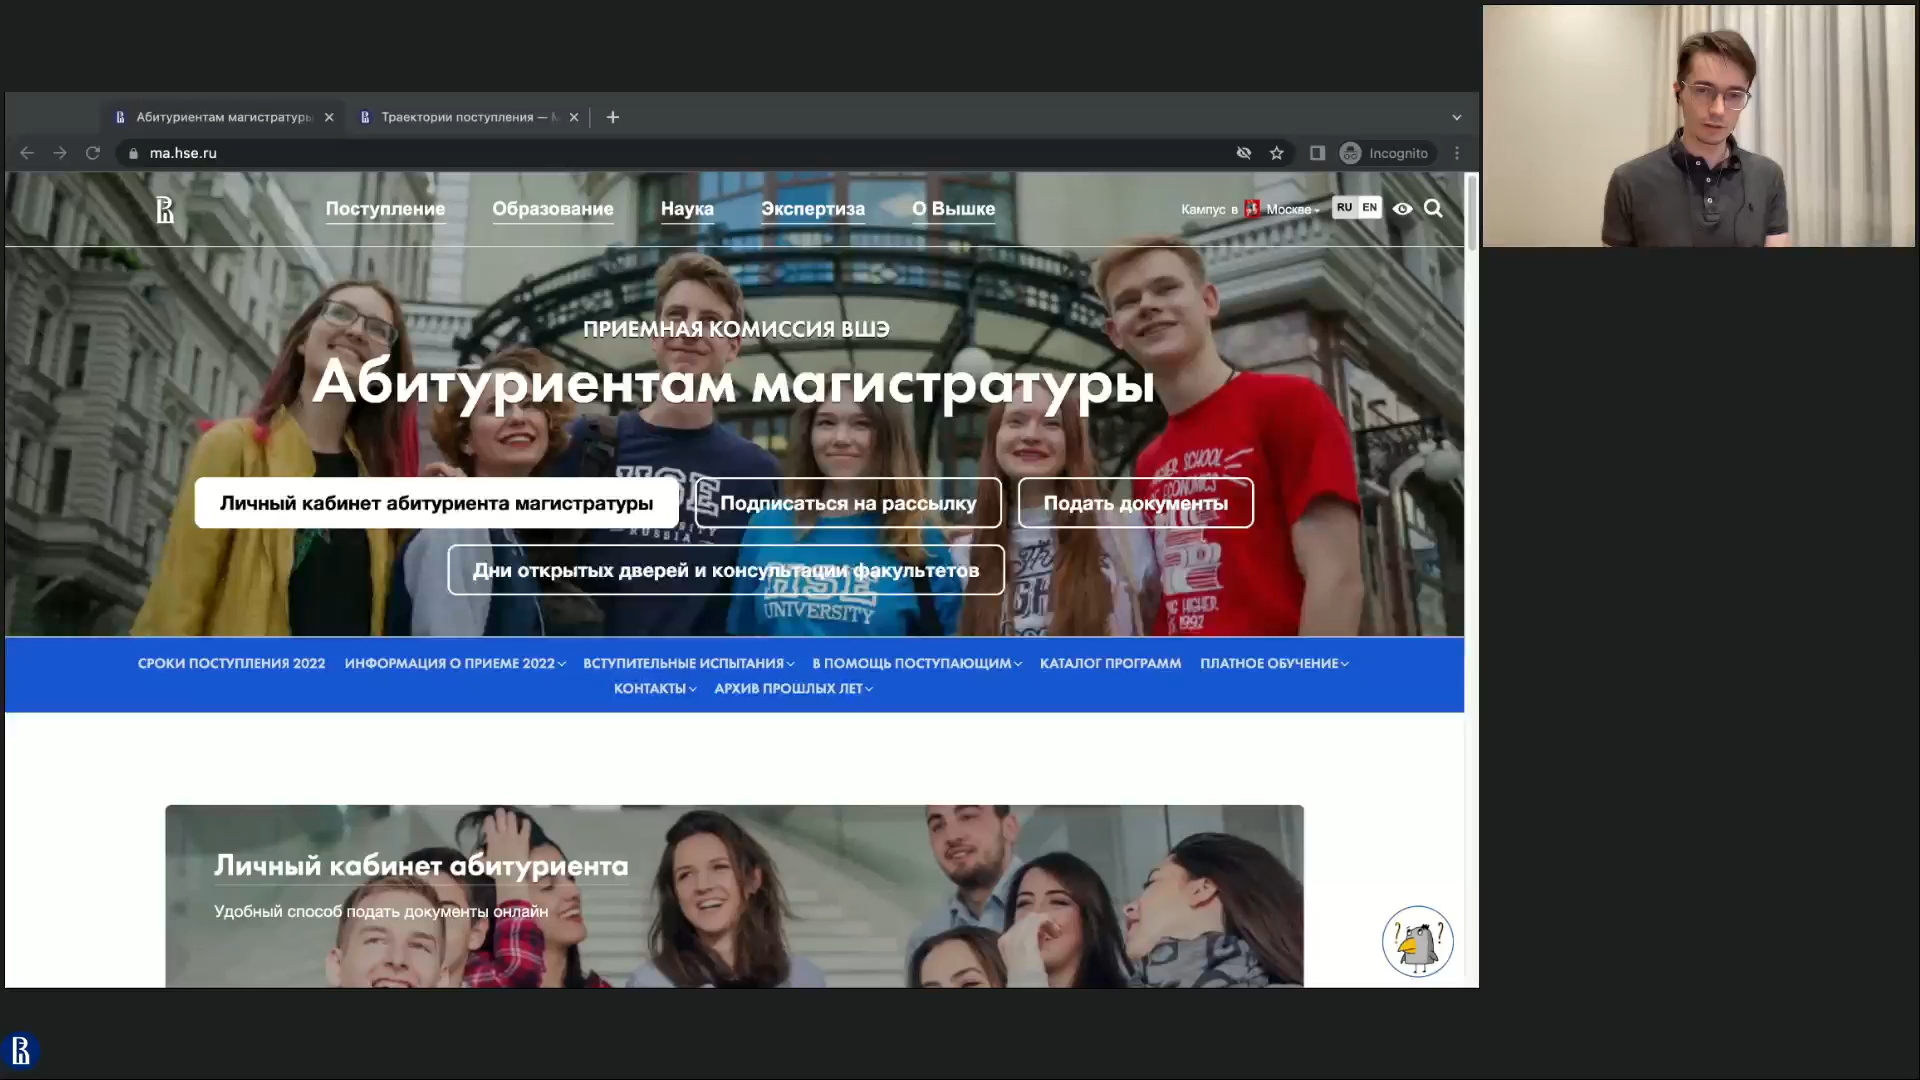 Абитуриентам магистратуры
Траектории поступления —
ma.hse.ru
Incognito
Поступление
Образование
Наука
Экспертиза
О Вышке
Кампус в Москве
RU EN
ПРИЕМНАЯ КОМИССИЯ ВШЭ
Абитуриентам магистратуры
Личный кабинет абитуриента магистратуры
Подписаться на рассылку
Подать документы
Дни открытых дверей и консультации факультетов
HSE
UNIVERSITY
СРОКИ ПОСТУПЛЕНИЯ 2022
ИНФОРМАЦИЯ О ПРИЕМЕ 2022
ВСТУПИТЕЛЬНЫЕ ИСПЫТАНИЯ
В ПОМОЩЬ ПОСТУПАЮЩИМ
КАТАЛОГ ПРОГРАММ
ПЛАТНОЕ ОБУЧЕНИЕ
КОНТАКТЫ
АРХИВ ПРОШЛЫХ ЛЕТ
Личный кабинет абитуриента
Удобный способ подать документы онлайн